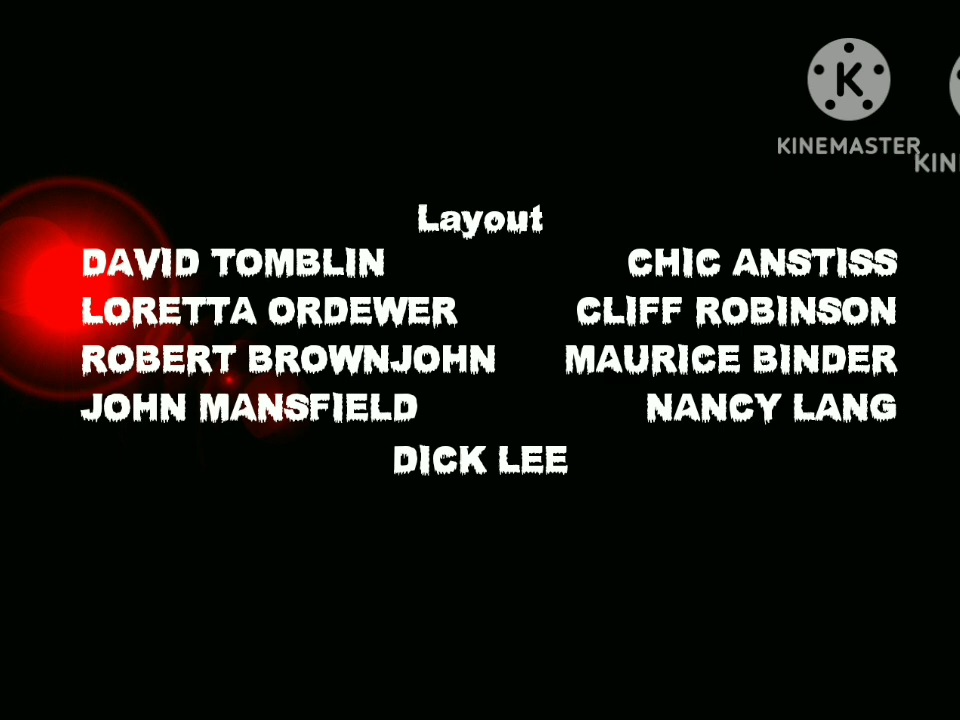 K
KINEMASTER
KIN
Layout
DAVID TOMBLIN CHIC ANSTISS
LORETTA ORDEWER CLIFF ROBINSON
ROBERT BROWNJOHN MAURICE BINDER
JOHN MANSFIELD NANCY LANG
DICK LEE